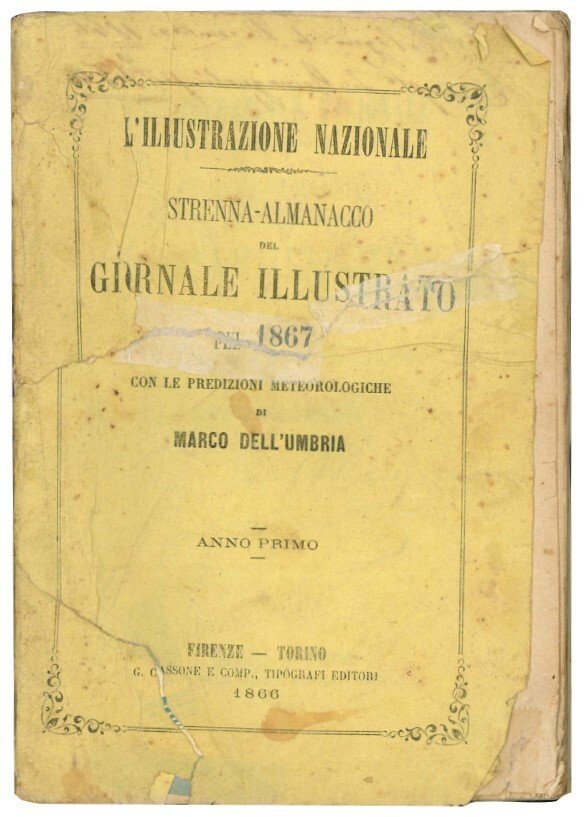 L'ILLUSTRAZIONE NAZIONALE
STRENNA-ALMANACCO
DEL
GIORNALE ILLUSTRATO
PEL 1867
CON LE PREDIZIONI METEOROLOGICHE
DI
MARCO DELL'UMBRIA
ANNO PRIMO
FIRENZE — TORINO
G. CASSONE E COMP., TIPOGRAFI EDITORI
1866